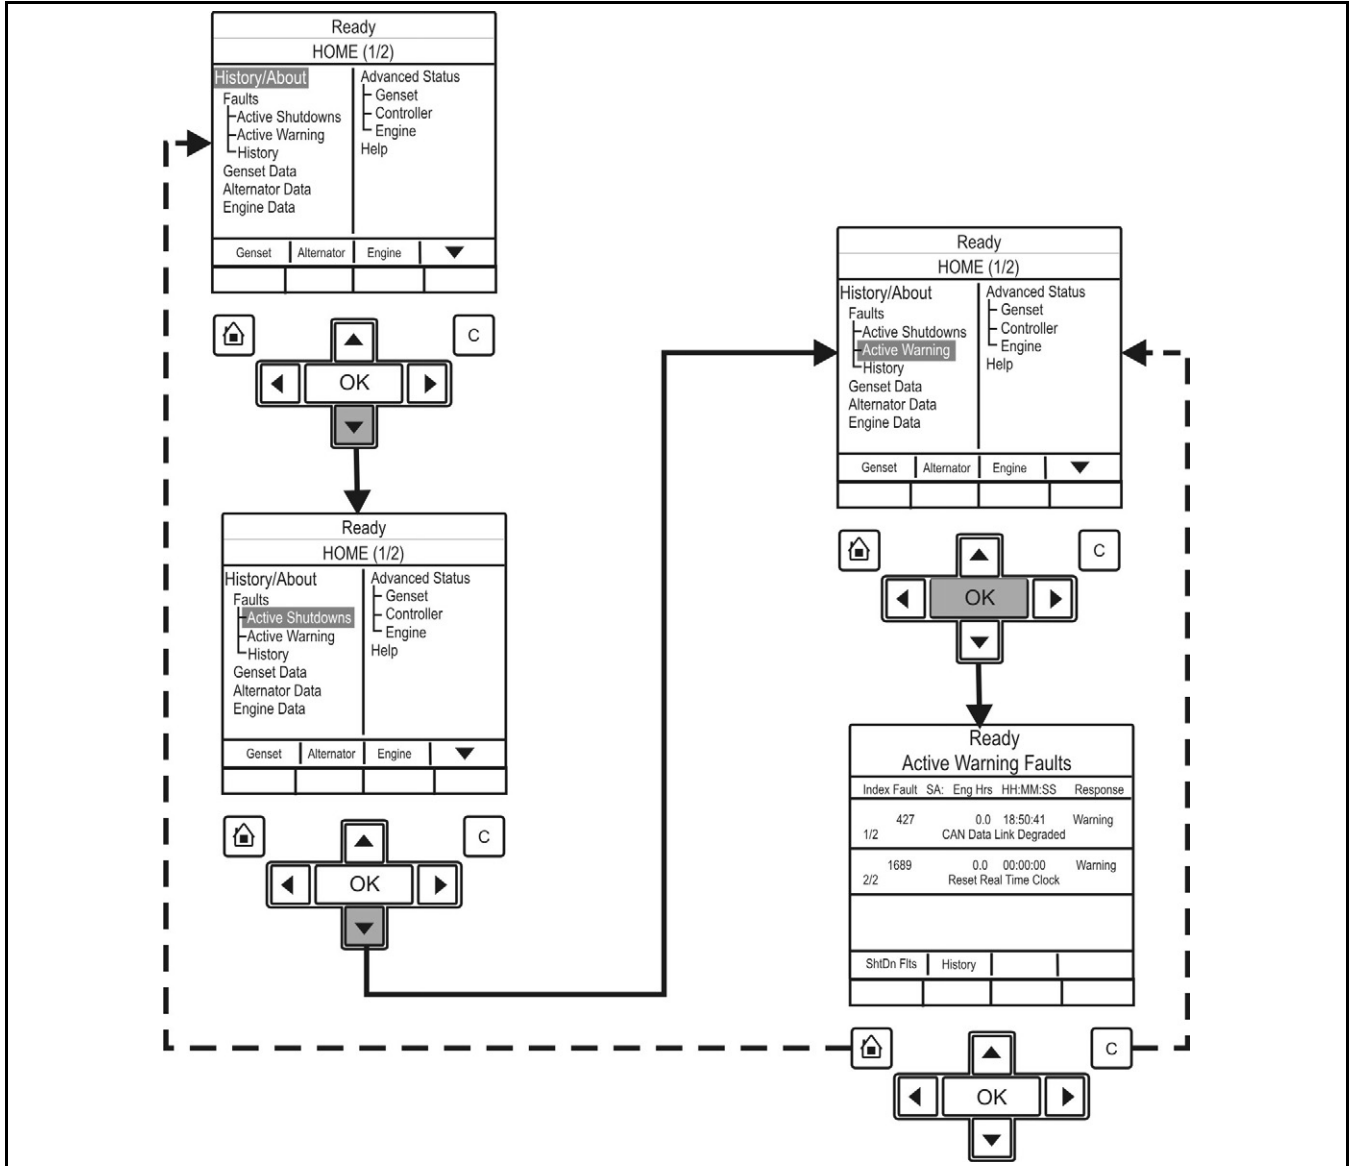 Ready
HOME (1/2)
History/About
Faults
Active Shutdowns
Active Warning
History
Genset Data
Alternator Data
Engine Data
Advanced Status
Genset
Controller
Engine
Help
Genset Alternator Engine
C
OK
Ready
HOME (1/2)
History/About
Faults
Active Shutdowns
Active Warning
History
Genset Data
Alternator Data
Engine Data
Advanced Status
Genset
Controller
Engine
Help
Genset Alternator Engine
C
OK
Ready
HOME (1/2)
History/About
Faults
Active Shutdowns
Active Warning
History
Genset Data
Alternator Data
Engine Data
Advanced Status
Genset
Controller
Engine
Help
Genset Alternator Engine
C
OK
Ready
Active Warning Faults
Index Fault SA: Eng Hrs HH:MM:SS Response
427 0.0 18:50:41 Warning
1/2 CAN Data Link Degraded
1689 0.0 00:00:00 Warning
2/2 Reset Real Time Clock
ShtDn Flts History
C
OK